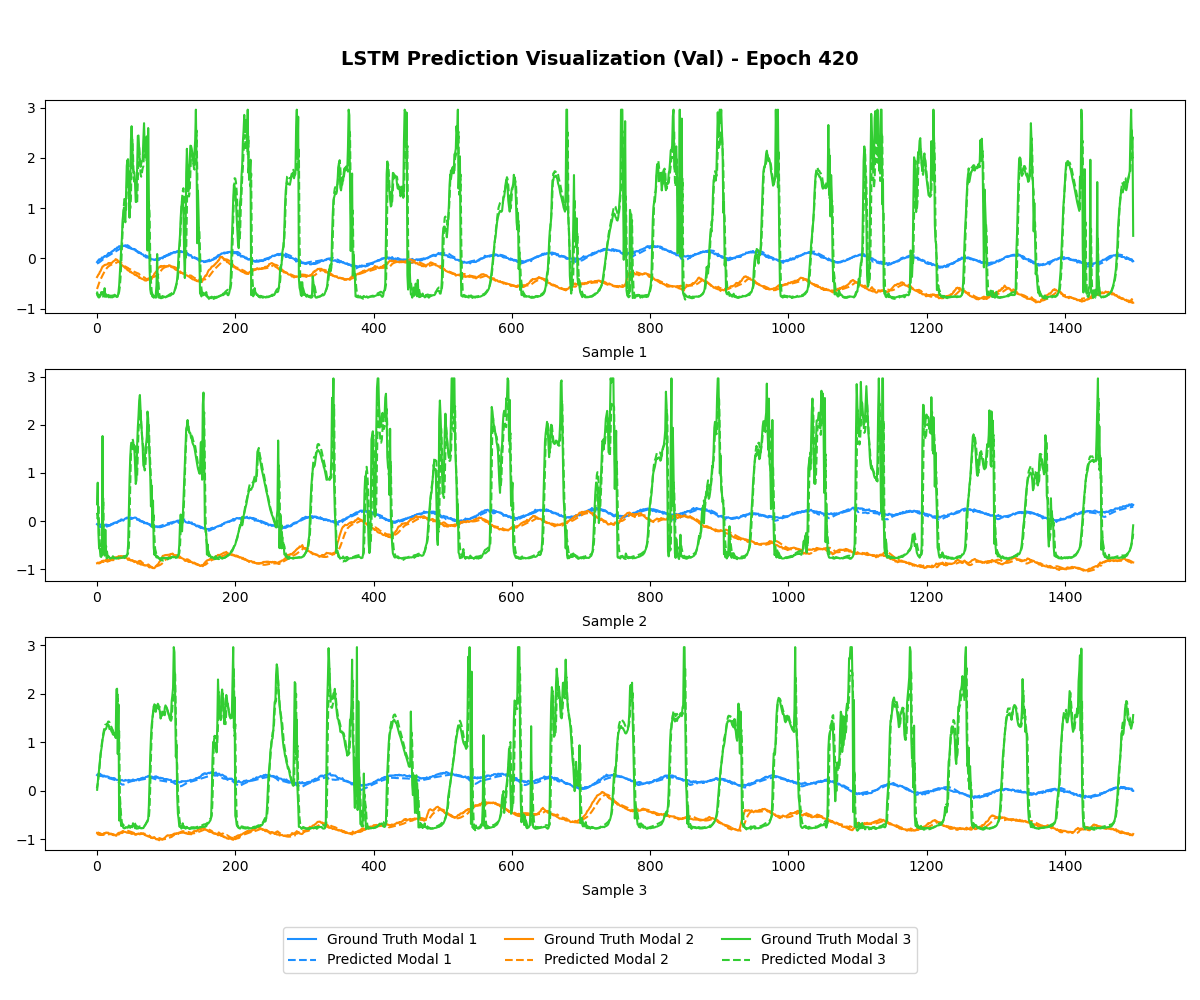 LSTM Prediction Visualization (Val) - Epoch 420
3
2
1
0
−1
0 200 400 600 800 1000 1200 1400
Sample 1
3
2
1
0
−1
0 200 400 600 800 1000 1200 1400
Sample 2
3
2
1
0
−1
0 200 400 600 800 1000 1200 1400
Sample 3
Ground Truth Modal 1 Ground Truth Modal 2 Ground Truth Modal 3
Predicted Modal 1 Predicted Modal 2 Predicted Modal 3